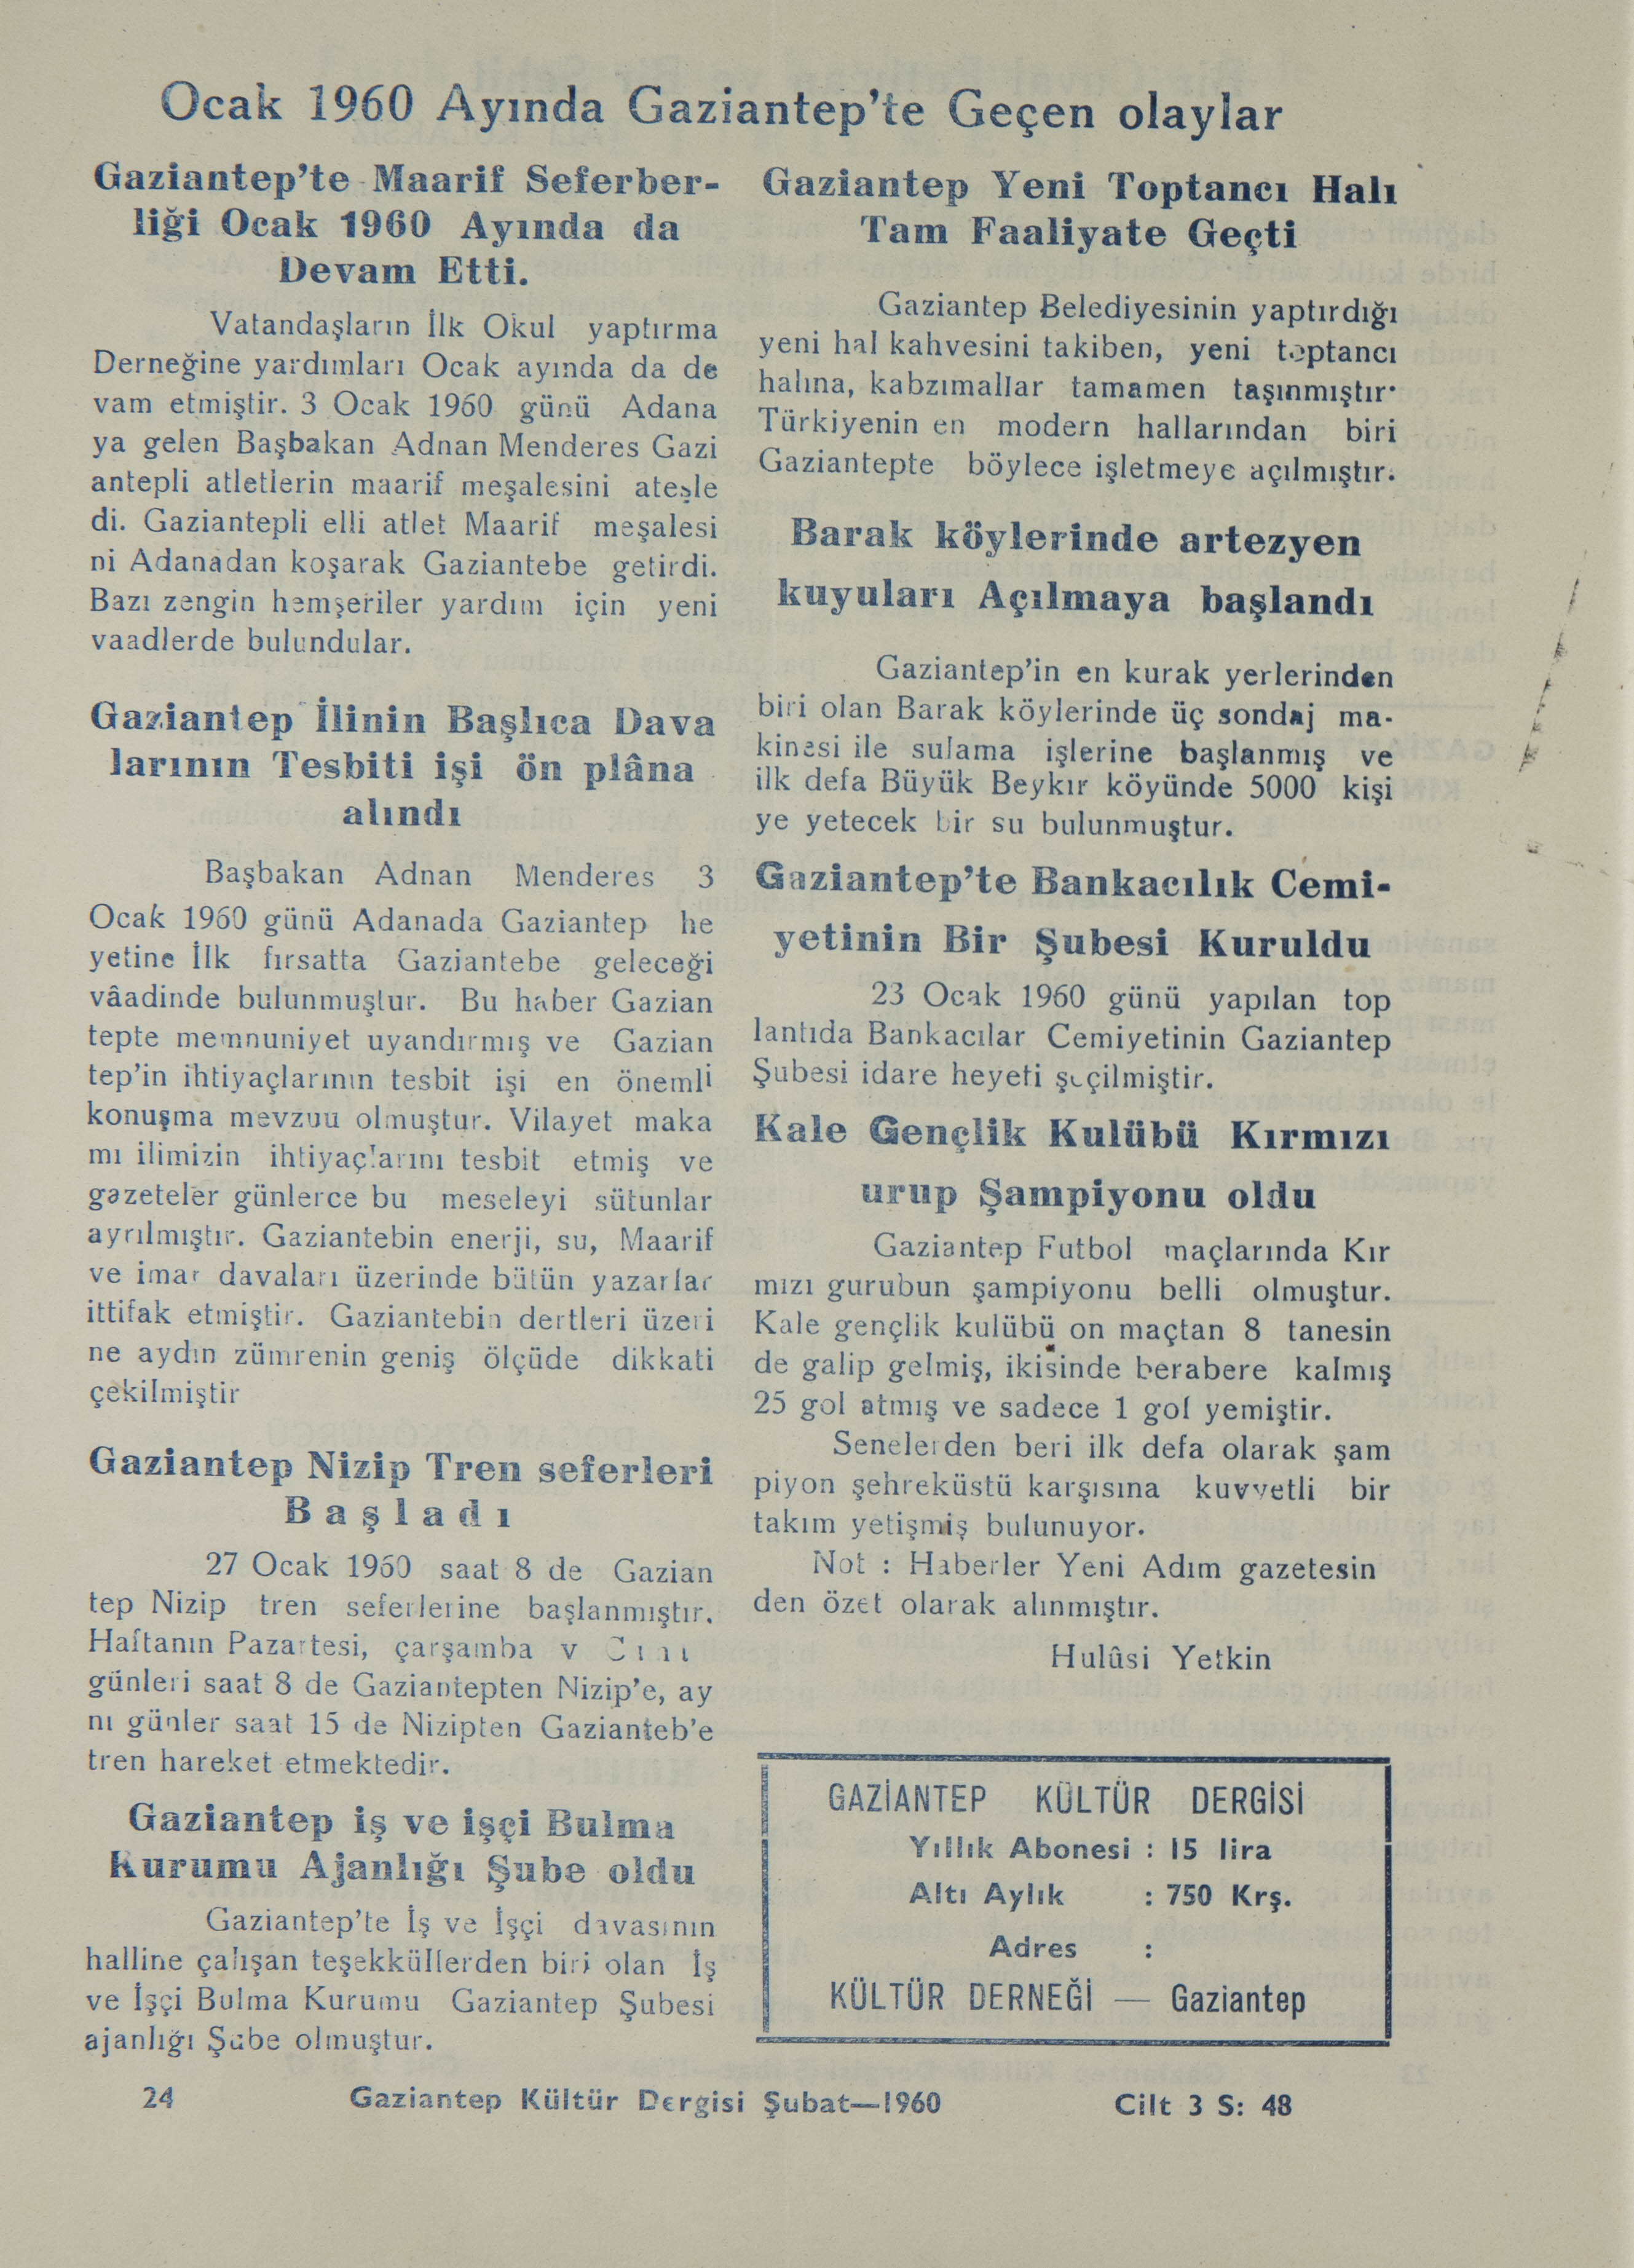 Ocak 1960 Ayında Gaziantep'te Geçen olaylar
Gaziantep'te Maarif Seferber-
liği Ocak 1960 Ayında da
Devam Etti.
Vatandaşların İlk Okul yaptırma
Derneğine yardımları Ocak ayında da de
vam etmiştir. 3 Ocak 1960 günü Adana
ya gelen Başbakan Adnan Menderes Gazi
antepli atletlerin maarif meşalesini ateşle
di. Gaziantepli elli atlet Maarif meşalesi
ni Adanadan koşarak Gaziantebe getirdi.
Bazı zengin hemşeriler yardım için yeni
vaadlerde bulundular.
Gaziantep İlinin Başlıca Dava
larının Tesbiti işi ön plâna
alındı
Başbakan Adnan Menderes 3
Ocak 1960 günü Adanada Gaziantep he
yetine İlk fırsatta Gaziantebe geleceği
vâadinde bulunmuştur. Bu haber Gazian
tepte memnuniyet uyandırmış ve Gazian
tep'in ihtiyaçlarının tesbit işi en önemli
konuşma mevzuu olmuştur. Vilayet maka
mı ilimizin ihtiyaçlarını tesbit etmiş ve
gazeteler günlerce bu meseleyi sütunlar
ayrılmıştır. Gaziantebin enerji, su, Maarif
ve imar davaları üzerinde bütün yazarlar
ittifak etmiştir. Gaziantebin dertleri üzeri
ne aydın zümrenin geniş ölçüde dikkati
çekilmiştir
Gaziantep Nizip Tren seferleri
Başladı
27 Ocak 1960 saat 8 de Gazian
tep Nizip tren seferlerine başlanmıştır.
Haftanın Pazartesi, çarşamba v
günleri saat 8 de Gaziantepten Nizip'e, ay
nı günler saat 15 de Nizipten Gazianteb'e
tren hareket etmektedir.
Gaziantep iş ve işçi Bulma
Kurumu Ajanlığı Şube oldu
Gaziantep'te İş ve İşçi davasının
halline çalışan teşekküllerden biri olan İş
ve İşçi Bulma Kurumu Gaziantep Şubesi
ajanlığı Şube olmuştur.
Gaziantep Yeni Toptancı Halı
Tam Faaliyate Geçti
Gaziantep Belediyesinin yaptırdığı
yeni hal kahvesini takiben, yeni toptancı
halına, kabzımallar tamamen taşınmıştır.
Türkiyenin en modern hallarından biri
Gaziantepte böylece işletmeye açılmıştır.
Barak köylerinde artezyen
kuyuları Açılmaya başlandı
Gaziantep'in en kurak yerlerinden
biri olan Barak köylerinde üç sondaj ma-
kinesi ile sulama işlerine başlanmış ve
ilk defa Büyük Beykır köyünde 5000 kişi
ye yetecek bir su bulunmuştur.
Gaziantep'te Bankacılık Cemi-
yetinin Bir Şubesi Kuruldu
23 Ocak 1960 günü yapılan top
lantıda Bankacılar Cemiyetinin Gaziantep
Şubesi idare heyeti şeçilmiştir.
Kale Gençlik Kulübü Kırmızı
urup Şampiyonu oldu
Gaziantep Futbol maçlarında Kır
mızı gurubun şampiyonu belli olmuştur.
Kale gençlik kulübü on maçtan 8 tanesin
de galip gelmiş, ikisinde berabere kalmış
25 gol atmış ve sadece 1 gol yemiştir.
Senelerden beri ilk defa olarak şam
piyon şehreküstü karşısına kuvvetli bir
takım yetişmiş bulunuyor.
Not : Haberler Yeni Adım gazetesin
den özet olarak alınmıştır.
Hulûsi Yetkin
GAZİANTEP KÜLTÜR DERGİSİ
Yıllık Abonesi : 15 lira
Altı Aylık : 750 Krş.
Adres :
KÜLTÜR DERNEĞİ — Gaziantep
24 Gaziantep Kültür Dergisi Şubat—1960 Cilt 3 S: 48